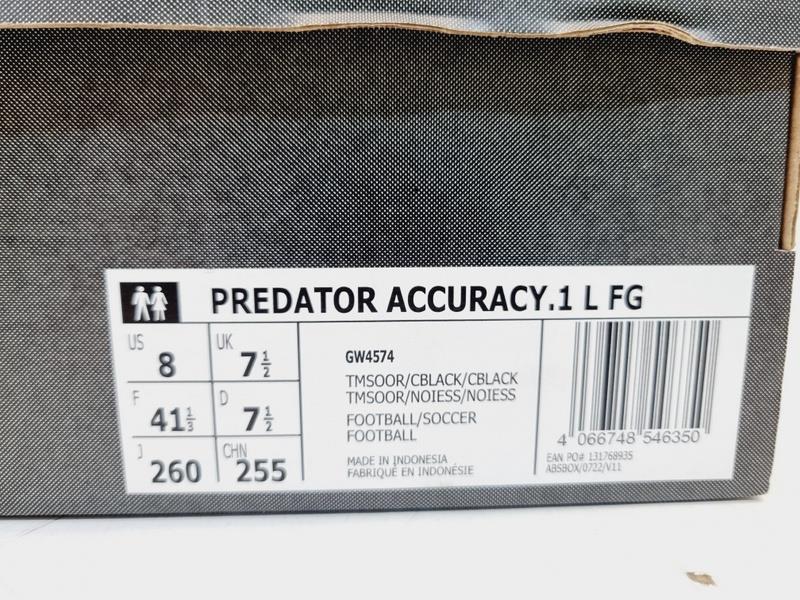 PREDATOR ACCURACY.1 L FG
US 8 UK 7 1/2
F 41 1/3 D 7 1/2
J 260 CHN 255
GW4574
TMSOOR/CBLACK/CBLACK
TMSOOR/NOIESS/NOIESS
FOOTBALL/SOCCER
FOOTBALL
MADE IN INDONESIA
FABRIQUÉ EN INDONÉSIE
4 066748 546350
EAN PO# 131768935
ABSBOX/0722/V11